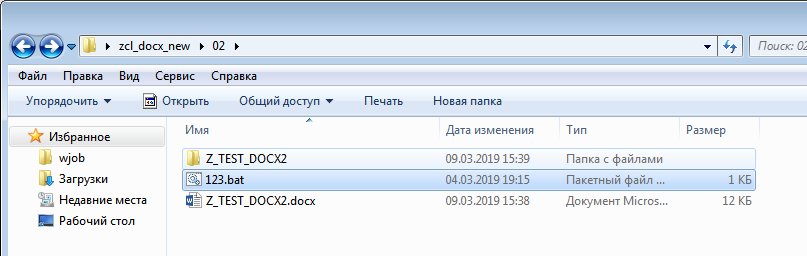 zcl_docx_new 02 Поиск: 02
Файл Правка Вид Сервис Справка
Упорядочить Открыть Общий доступ Печать Новая папка
Избранное Имя Дата изменения Тип Размер
wjob Z_TEST_DOCX2 09.03.2019 15:39 Папка с файлами
Загрузки 123.bat 04.03.2019 19:15 Пакетный файл ... 1 КБ
Недавние места Z_TEST_DOCX2.docx 09.03.2019 15:38 Документ Micros... 12 КБ
Рабочий стол